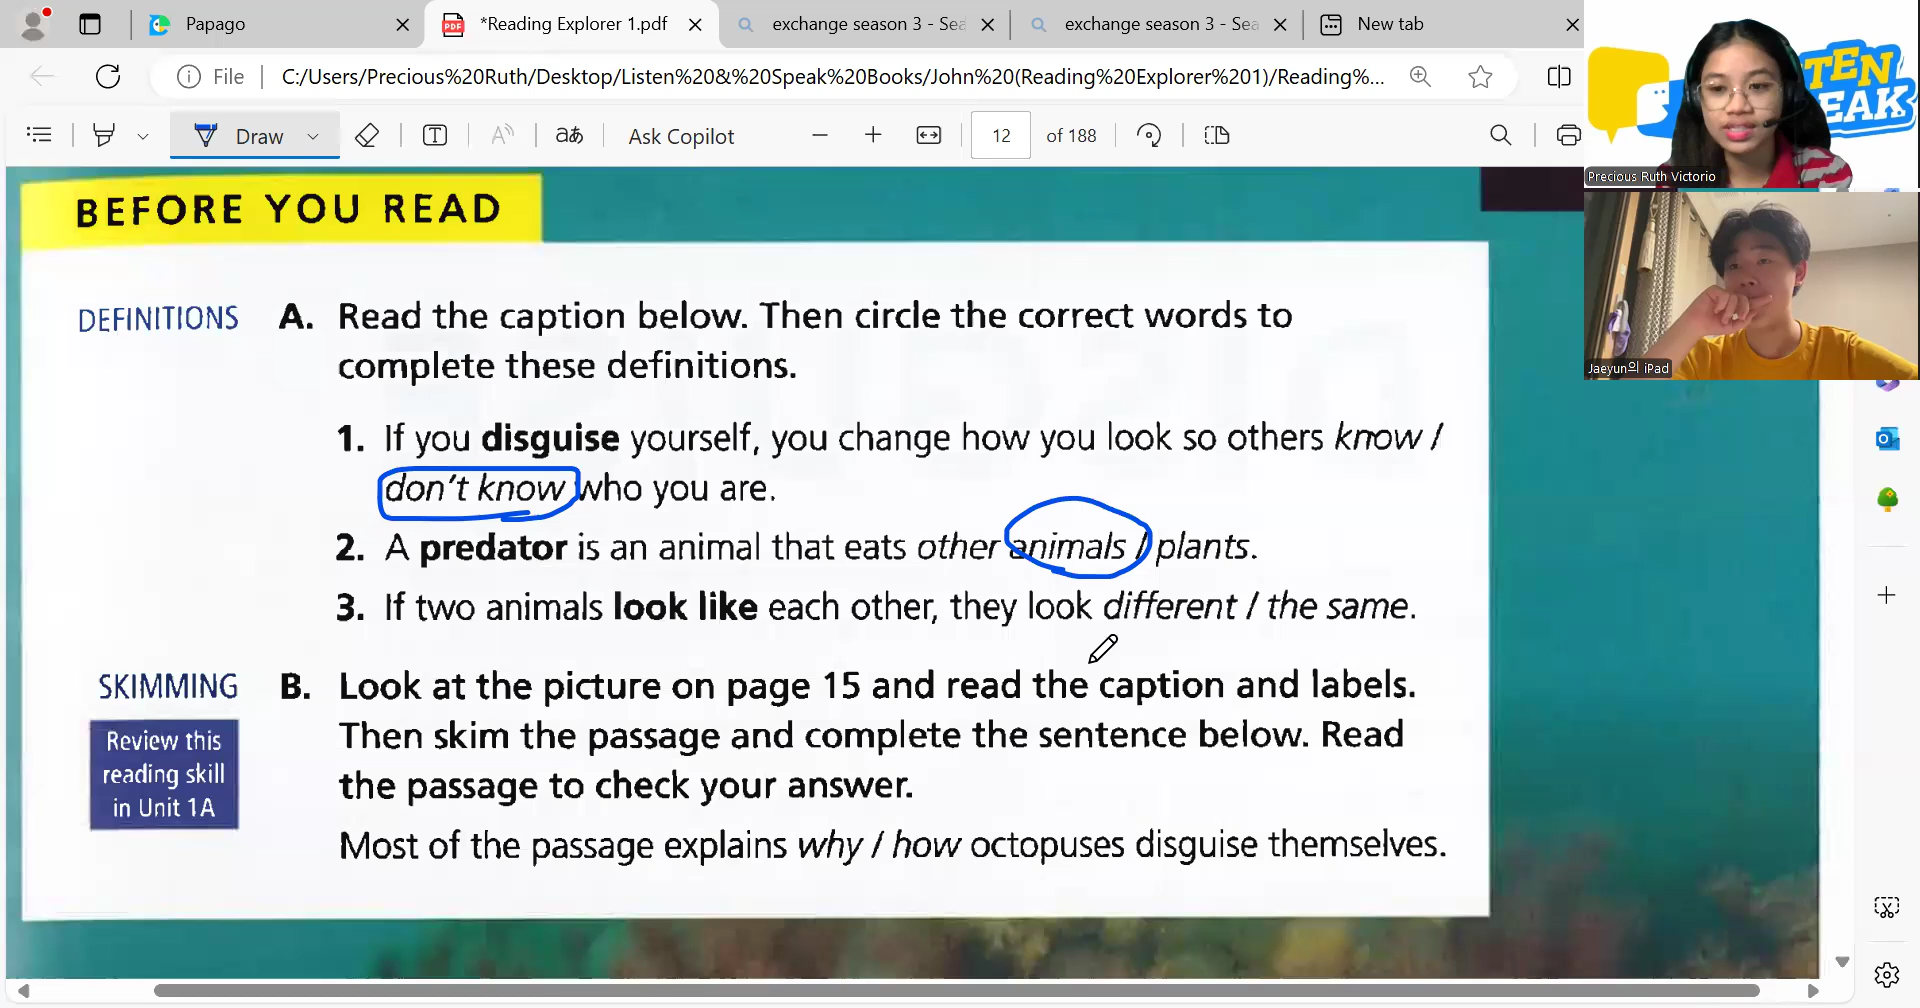 Papago
*Reading Explorer 1.pdf
exchange season 3 - Sea
exchange season 3 - Sea
New tab
File
C:/Users/Precious%20Ruth/Desktop/Listen%20&%20Speak%20Books/John%20(Reading%20Explorer%201)/Reading%...
Draw
T
aあ
Ask Copilot
12
of 188
TEN
EAK
Precious Ruth Victorio
Jaeyun의 iPad
BEFORE YOU READ
DEFINITIONS
A. Read the caption below. Then circle the correct words to
complete these definitions.
1. If you disguise yourself, you change how you look so others know /
don't know who you are.
2. A predator is an animal that eats other animals / plants.
3. If two animals look like each other, they look different / the same.
SKIMMING
Review this
reading skill
in Unit 1A
B. Look at the picture on page 15 and read the caption and labels.
Then skim the passage and complete the sentence below. Read
the passage to check your answer.
Most of the passage explains why / how octopuses disguise themselves.